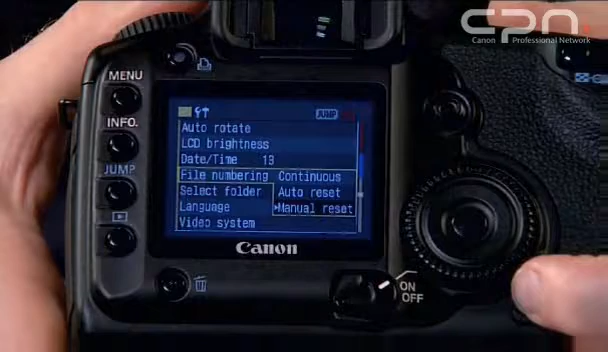 CPN
Canon Professional Network
MENU
INFO.
JUMP
JUMP
Auto rotate
LCD brightness
Date/Time 13
File numbering Continuous
Select folder Auto reset
Language Manual reset
Video system
Canon
ON
OFF